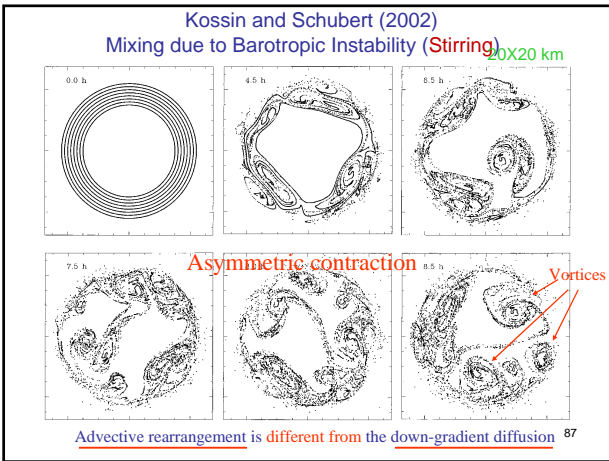 Kossin and Schubert (2002)
Mixing due to Barotropic Instability (Stirring)
20X20 km
0.0 h
4.5 h
6.5 h
Asymmetric contraction
7.5 h
8.5 h
Vortices
Advective rearrangement is different from the down-gradient diffusion
87